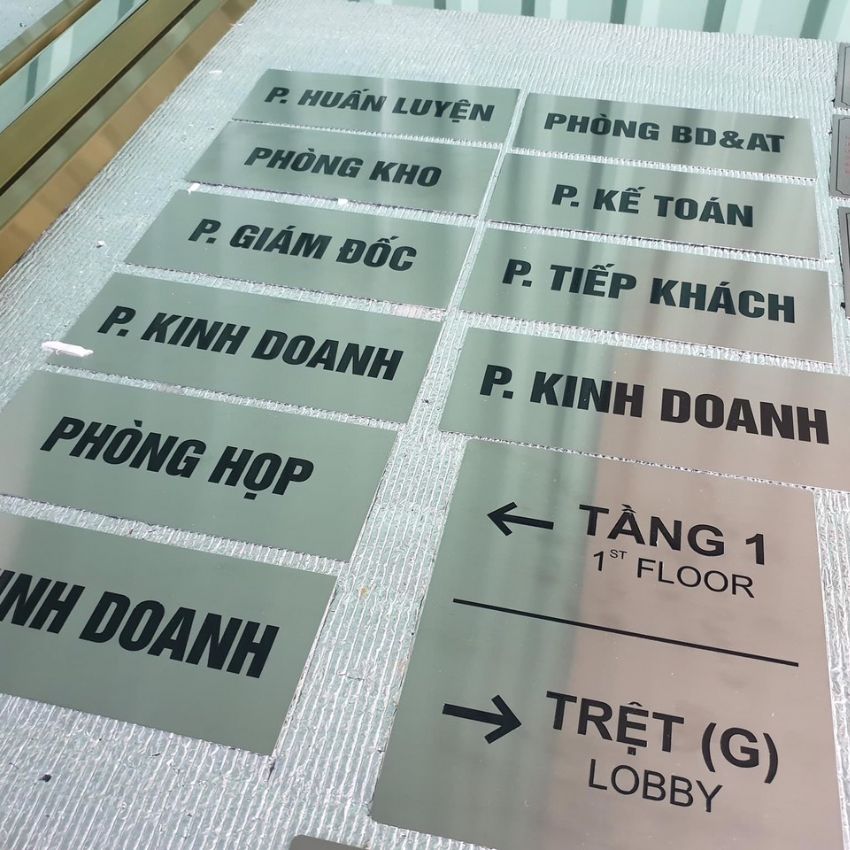 P. HUẤN LUYỆN
PHÒNG KHO
P. GIÁM ĐỐC
P. KINH DOANH
PHÒNG HỌP
INH DOANH
PHÒNG BD&AT
P. KẾ TOÁN
P. TIẾP KHÁCH
P. KINH DOANH
← TẦNG 1
1ST FLOOR
→ TRỆT (G)
LOBBY